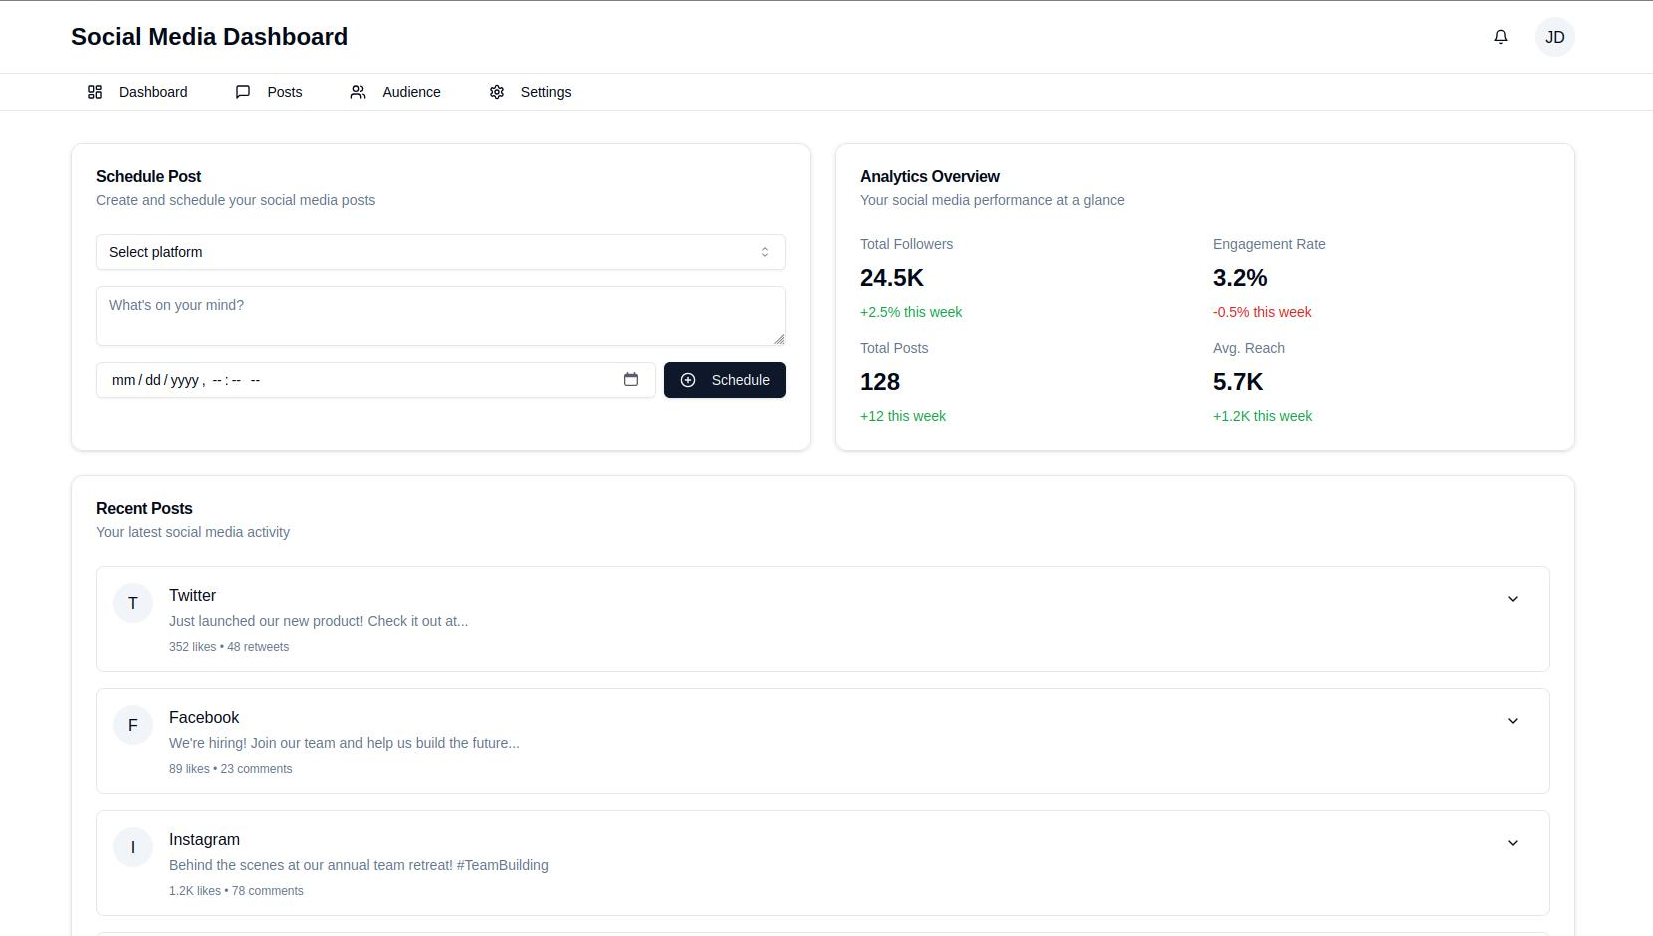 Social Media Dashboard
JD
Dashboard Posts Audience Settings
Schedule Post
Create and schedule your social media posts
Select platform
What's on your mind?
mm/dd/yyyy, --:-- --
Schedule
Analytics Overview
Your social media performance at a glance
Total Followers
24.5K
+2.5% this week
Engagement Rate
3.2%
-0.5% this week
Total Posts
128
+12 this week
Avg. Reach
5.7K
+1.2K this week
Recent Posts
Your latest social media activity
T
Twitter
Just launched our new product! Check it out at...
352 likes • 48 retweets
F
Facebook
We're hiring! Join our team and help us build the future...
89 likes • 23 comments
I
Instagram
Behind the scenes at our annual team retreat! #TeamBuilding
1.2K likes • 78 comments